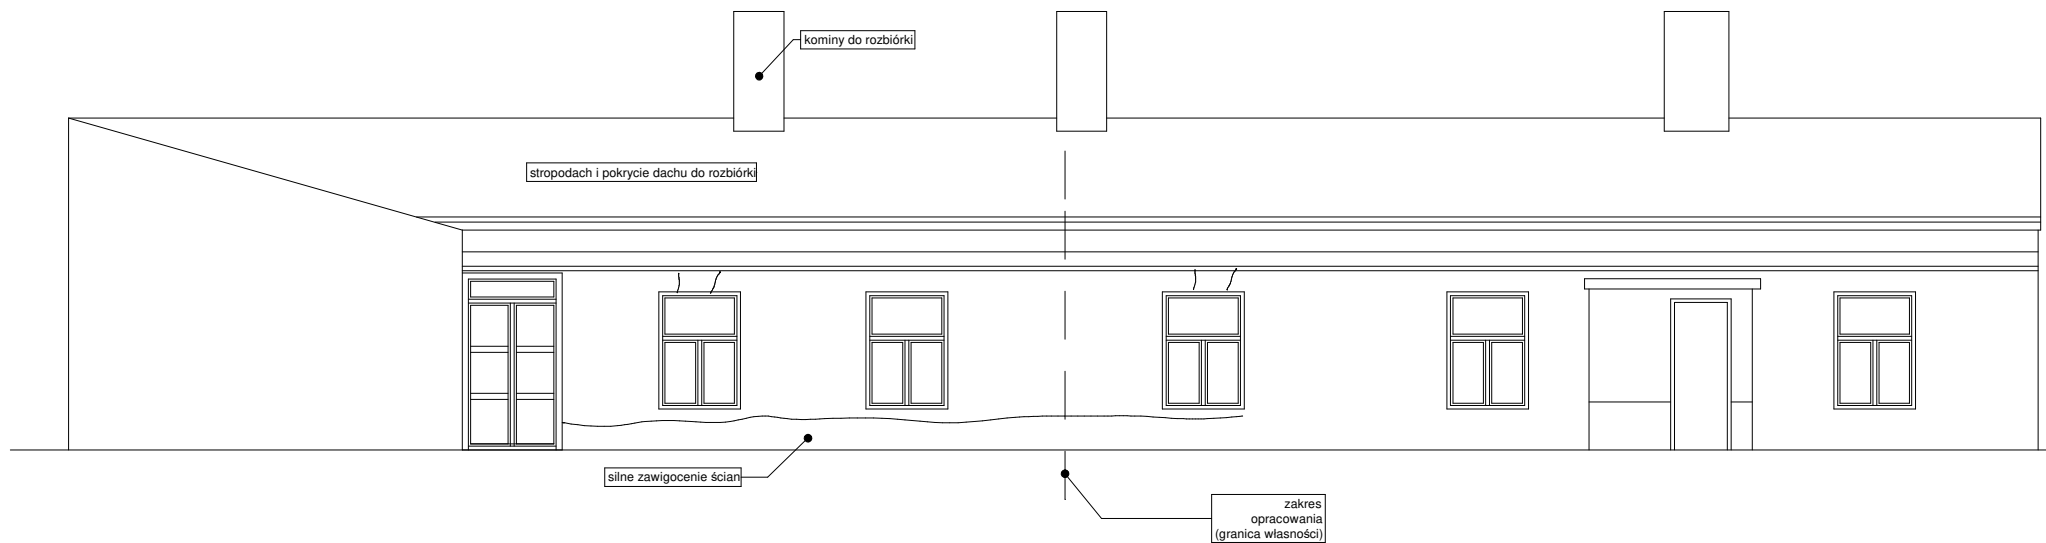 kominy do rozbiórki
stropodach i pokrycie dachu do rozbiórki
silne zawigocenie ścian
zakres
opracowania
(granica własności)